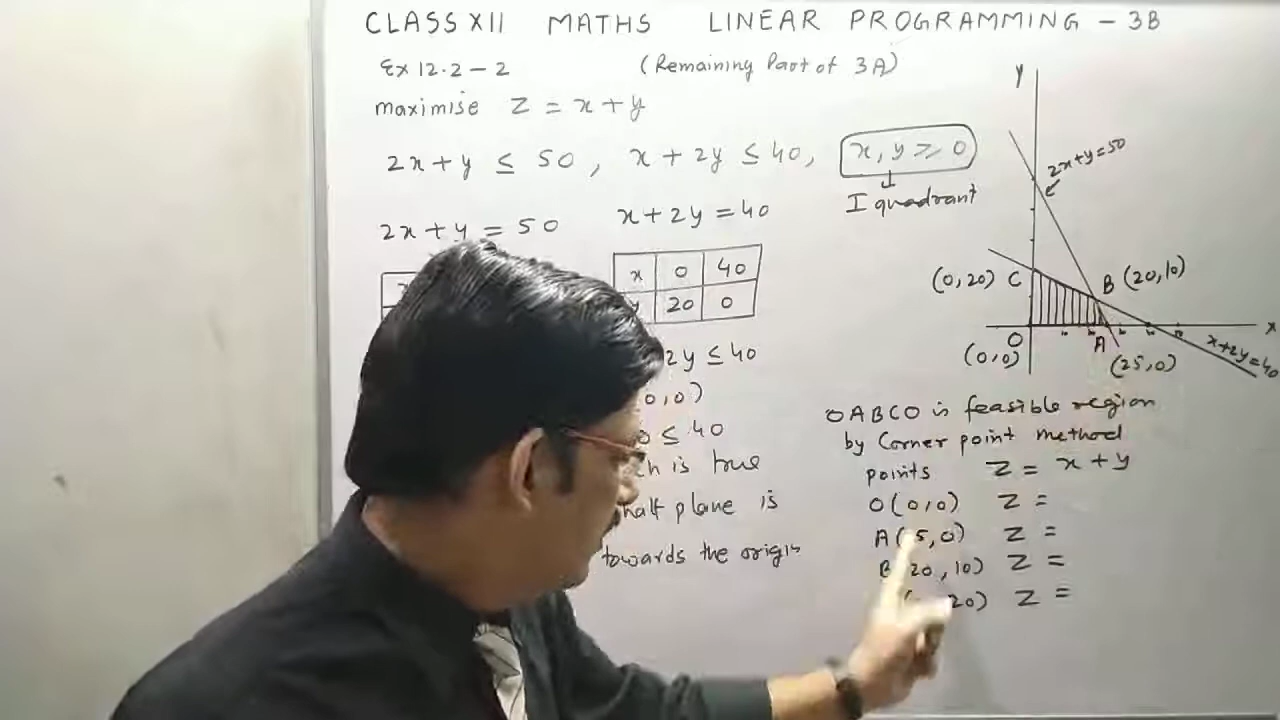 CLASS XII MATHS LINEAR PROGRAMMING - 3B
Ex 12.2 - 2 (Remaining Part of 3A)
maximise Z = x + y
2x + y ≤ 50, x + 2y ≤ 40, x, y ≥ 0
I quadrant
2x + y = 50
x + 2y = 40
x 0 40
20 0
2y ≤ 40
0,0)
0 ≤ 40
is true
half plane is
towards the origin
y
2x+y=50
(0,20) C B (20,10)
O A x
(0,0) (25,0) x+2y=40
OABCO is feasible region
by Corner point method
points Z = x + y
O(0,0) Z =
A( 5,0) Z =
B(20,10) Z =
20) Z =